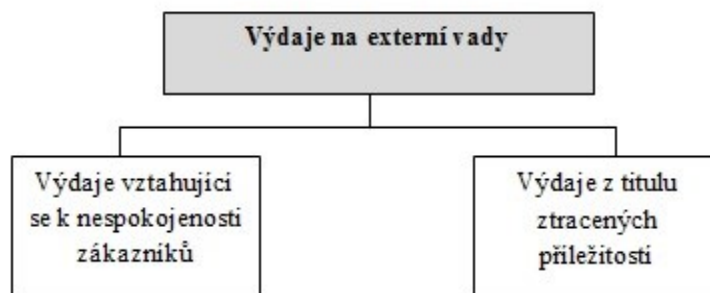 Výdaje na externí vady
Výdaje vztahující
se k nespokojenosti
zákazníků
Výdaje z titulu
ztracených
příležitostí